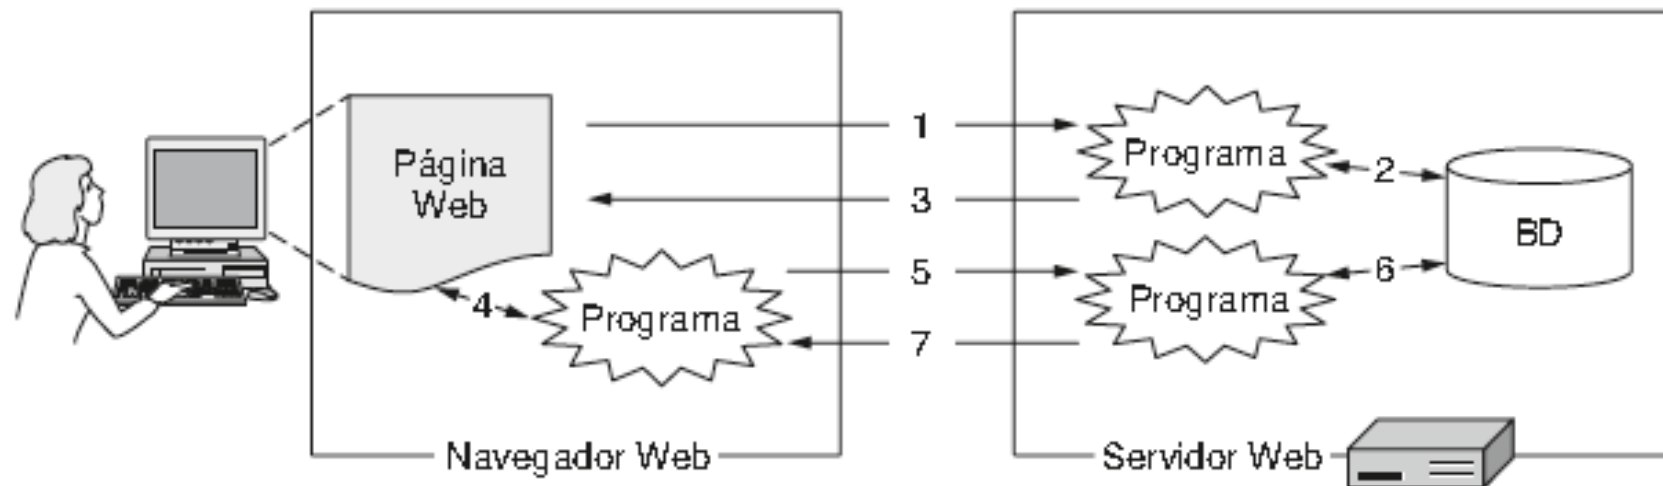 1
Programa
Página
Web
2
3
BD
5
6
4
Programa
Programa
7
Navegador Web
Servidor Web